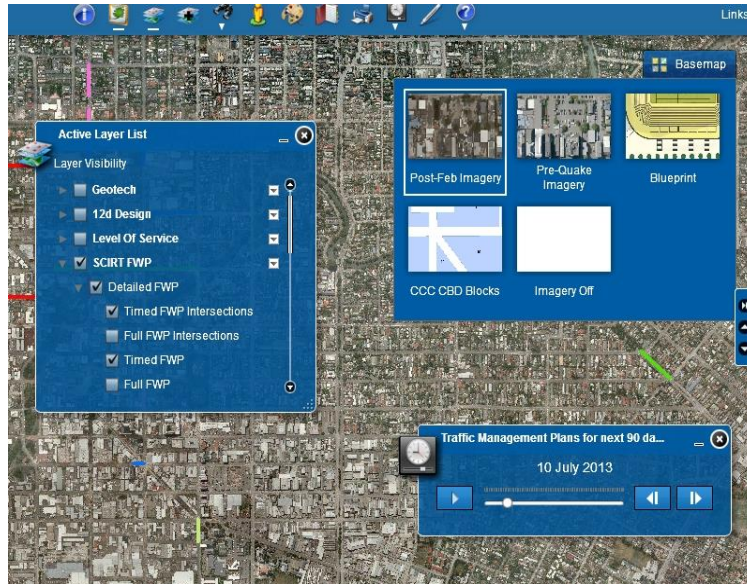 Links
Basemap
Post-Feb Imagery
Pre-Quake
Imagery
Blueprint
CCC CBD Blocks
Imagery Off
Active Layer List
Layer Visibility
Geotech
12d Design
Level Of Service
SCIRT FWP
Detailed FWP
Timed FWP Intersections
Full FWP Intersections
Timed FWP
Full FWP
Traffic Management Plans for next 90 da...
10 July 2013